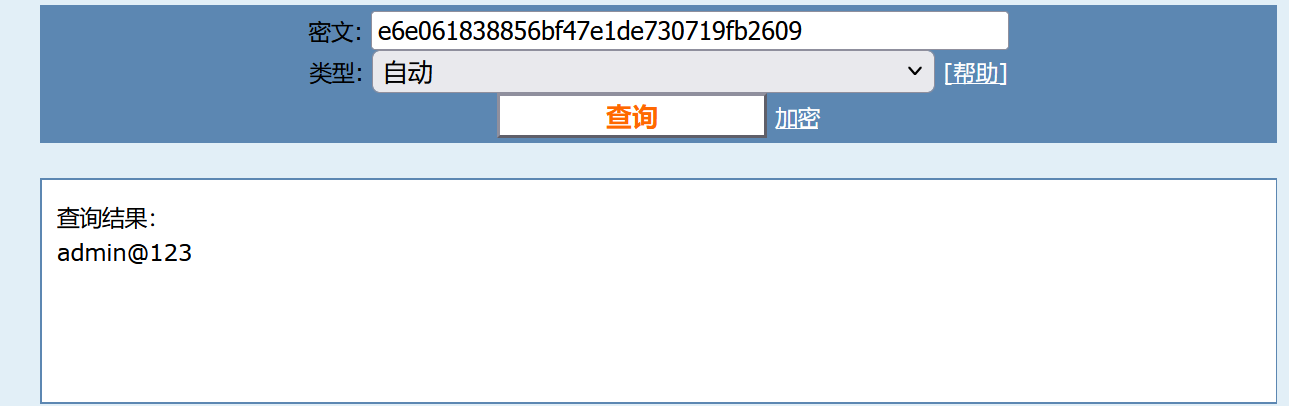 密文：e6e061838856bf47e1de730719fb2609
类型：自动 [帮助]
查询 加密
查询结果：
admin@123